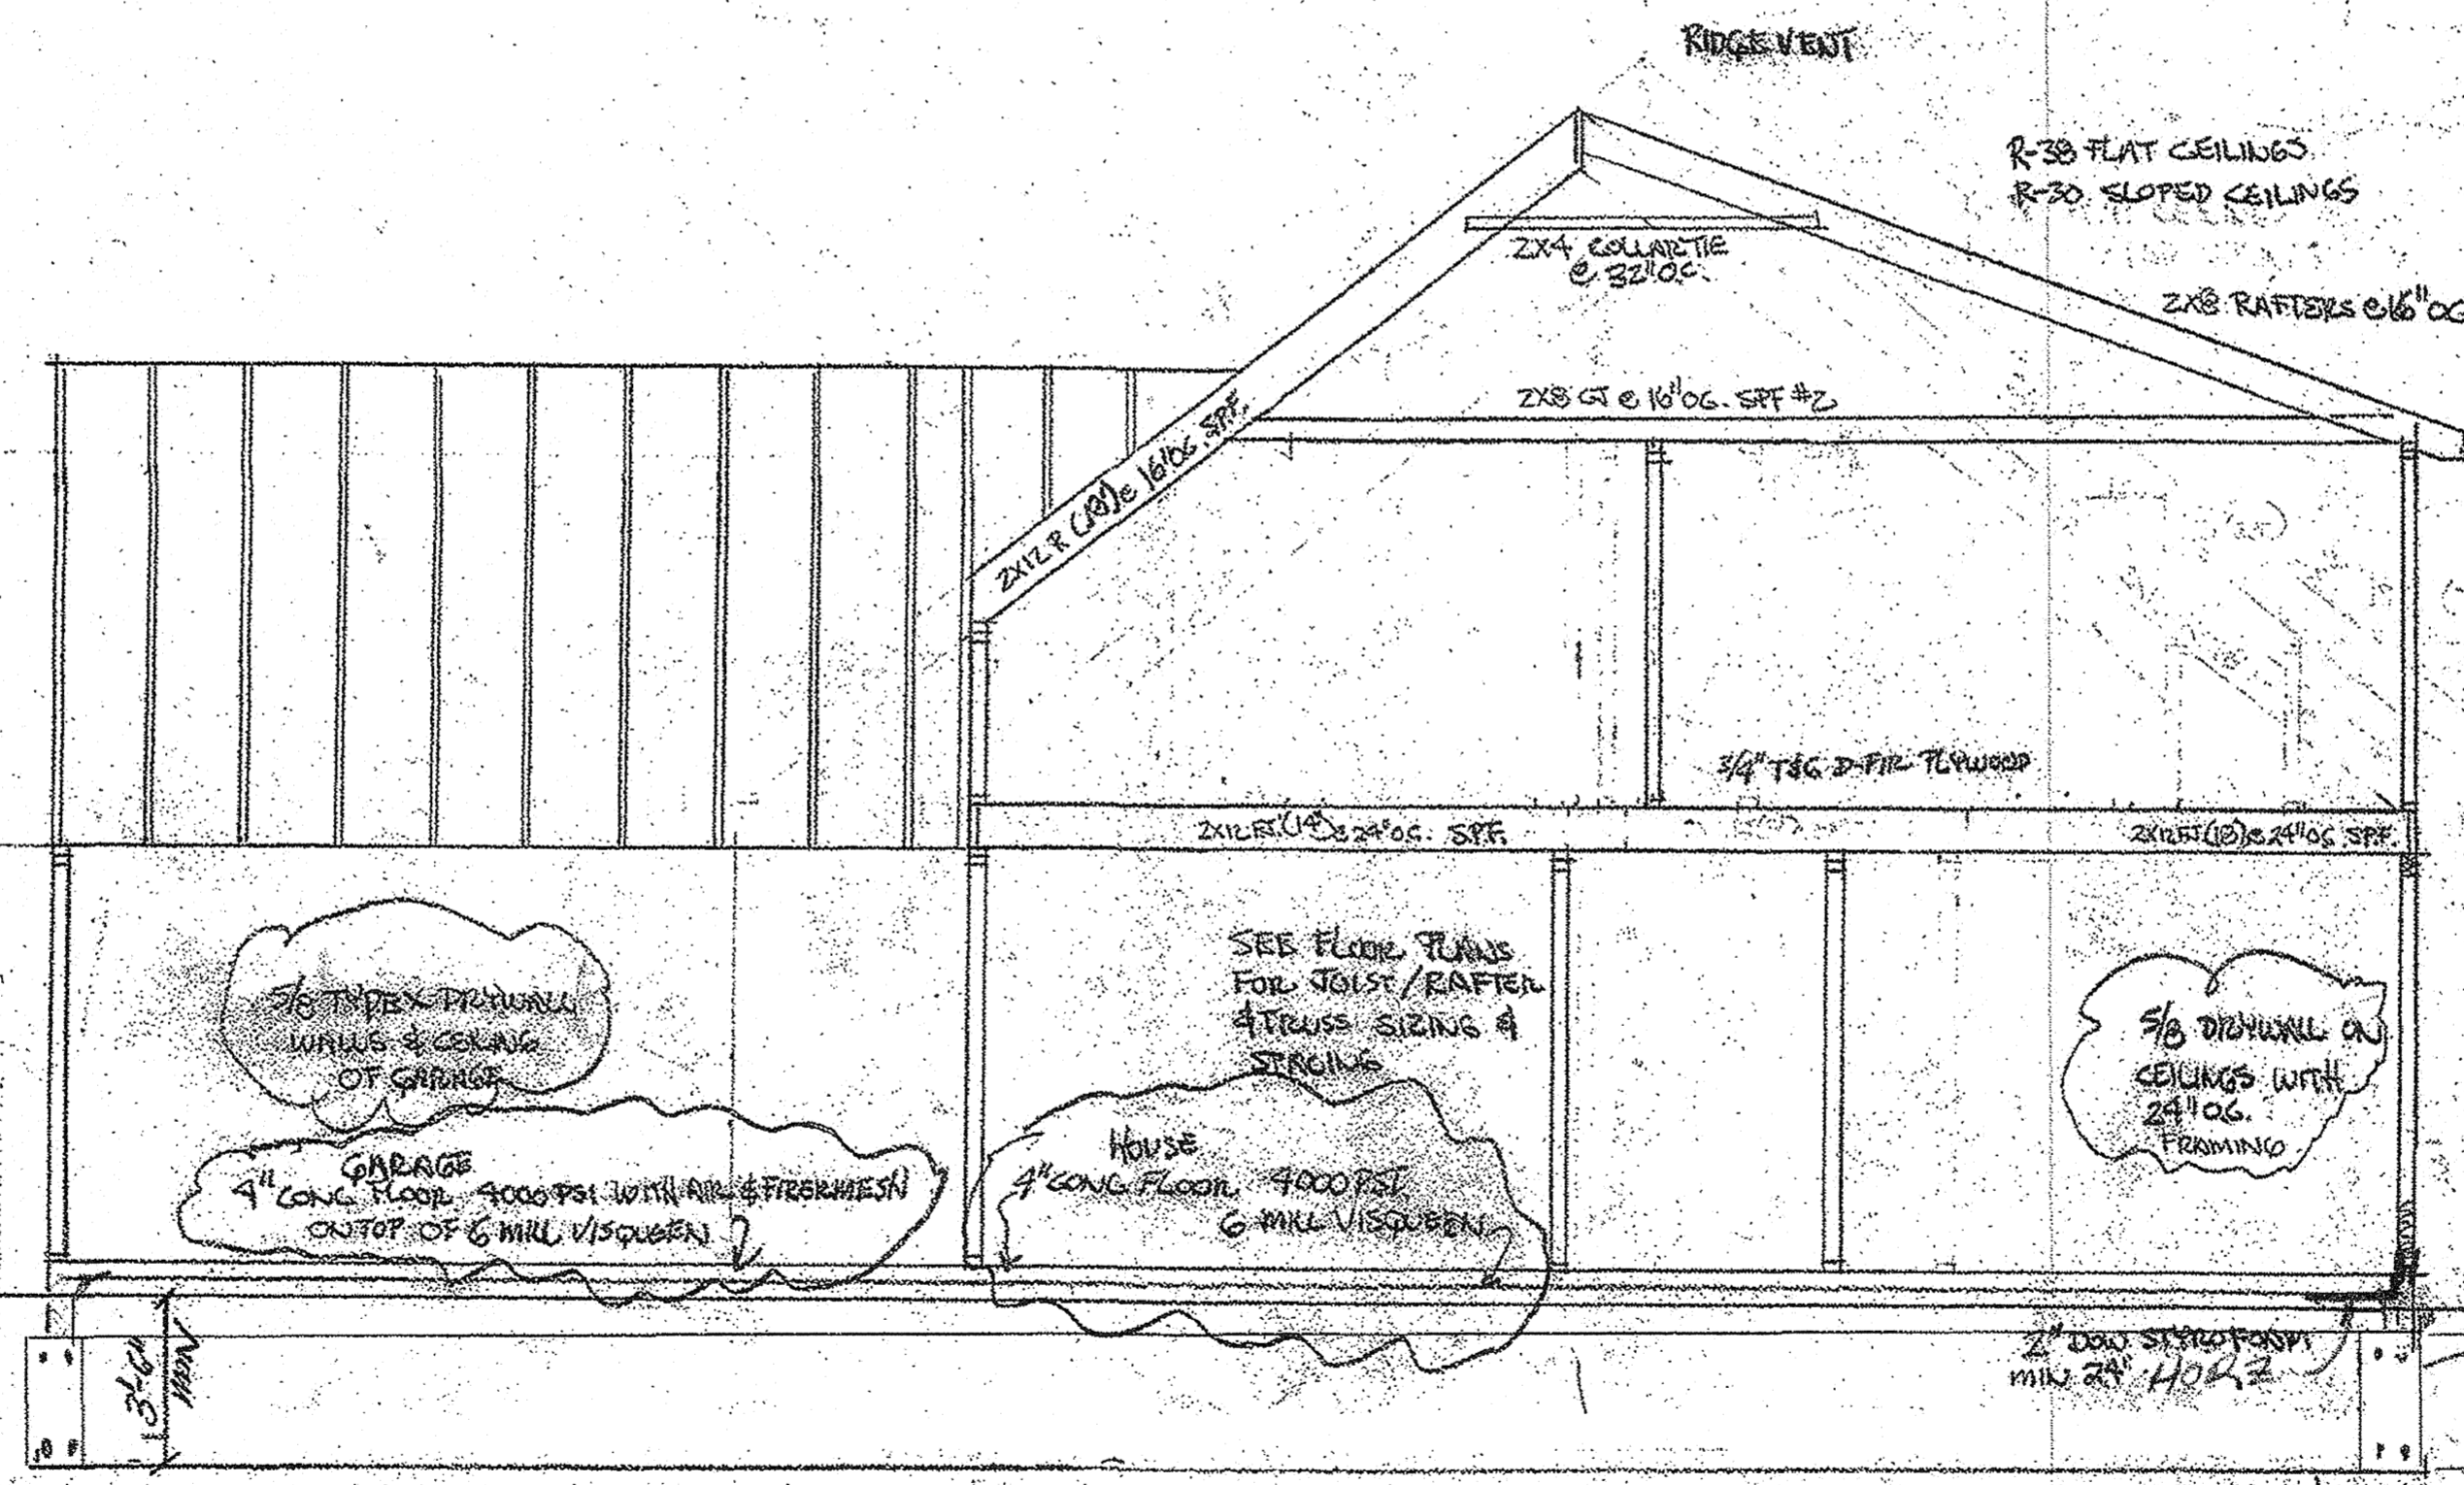 RIDGE VENT
R-38 FLAT CEILINGS
R-30 SLOPED CEILINGS
2X4 COLLAR TIE
@ 32" O.C.
2X8 RAFTERS @ 16" OC
2X8 CJ @ 16" OC. SPF #2
2X12 R (18') @ 16" OC. S.P.F.
3/4" T&G D-FIR PLYWOOD
2X12 FJ (14') @ 24" OC. S.P.F.
2X12 FJ (13') @ 24" OC. S.P.F.
5/8 TYPE X DRYWALL
WALLS & CEILING
OF GARAGE
SEE FLOOR PLANS
FOR JOIST/RAFTER
& TRUSS SIZING &
SPACING
5/8 DRYWALL ON
CEILINGS WITH
24" OC.
FRAMING
GARAGE
4" CONC FLOOR 4000 PSI WITH AIR & FIBERMESH
ON TOP OF 6 MILL VISQUEEN
HOUSE
4" CONC FLOOR 4000 PSI
6 MILL VISQUEEN
3'-6"
MIN
2" DOW STYROFOAM
MIN 24" HORZ